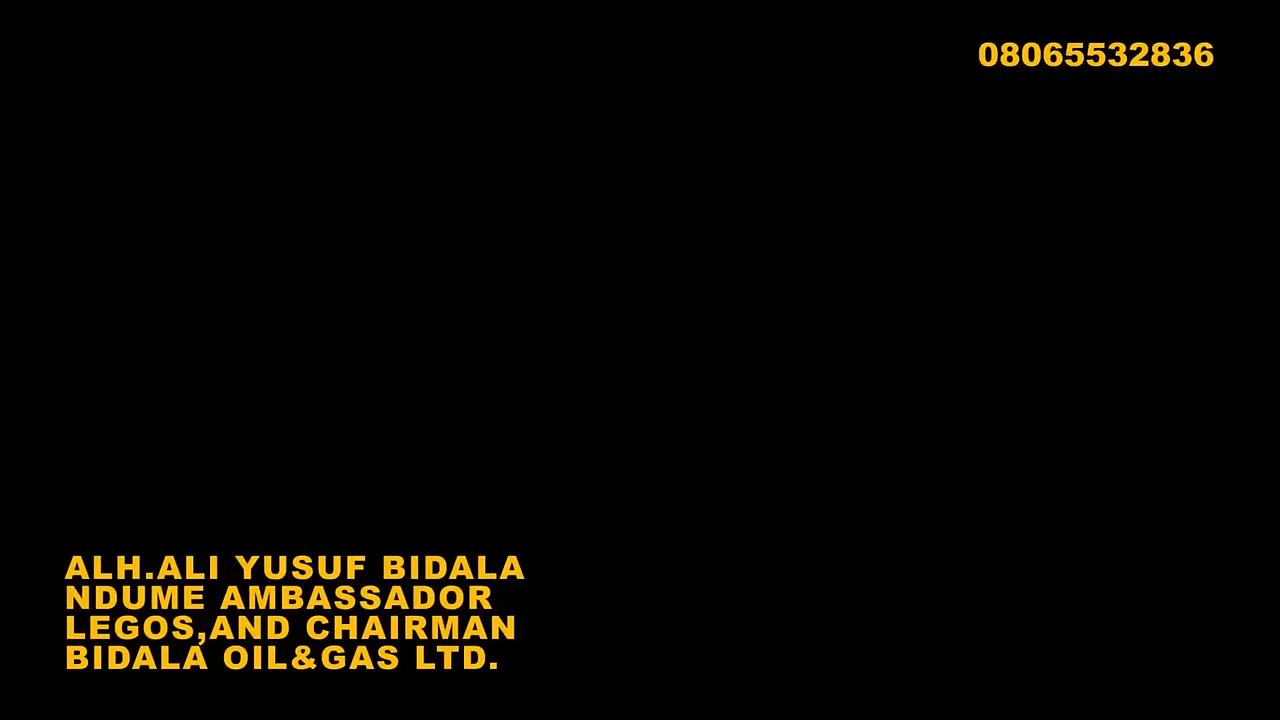 08065532836
ALH.ALI YUSUF BIDALA
NDUME AMBASSADOR
LEGOS,AND CHAIRMAN
BIDALA OIL&GAS LTD.